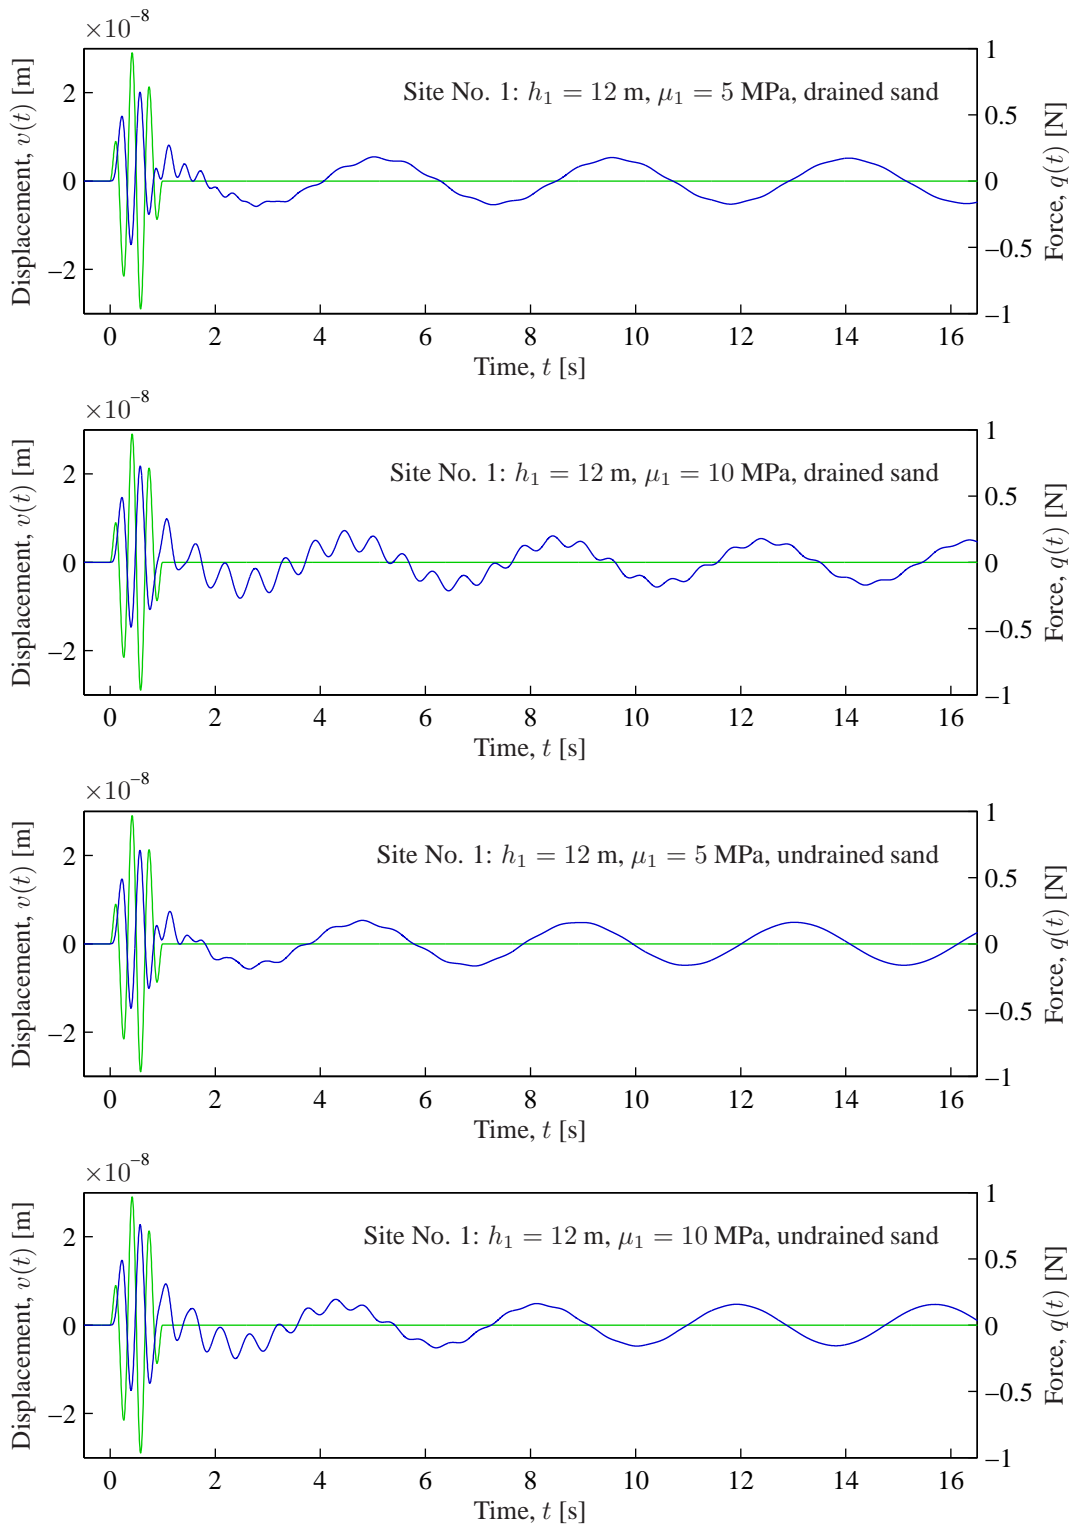 ×10⁻⁸
Displacement, v(t) [m]
2
0
−2
Site No. 1: h₁ = 12 m, μ₁ = 5 MPa, drained sand
1
0.5
0
−0.5
−1
Force, q(t) [N]
0 2 4 6 8 10 12 14 16
Time, t [s]
×10⁻⁸
Displacement, v(t) [m]
2
0
−2
Site No. 1: h₁ = 12 m, μ₁ = 10 MPa, drained sand
1
0.5
0
−0.5
−1
Force, q(t) [N]
0 2 4 6 8 10 12 14 16
Time, t [s]
×10⁻⁸
Displacement, v(t) [m]
2
0
−2
Site No. 1: h₁ = 12 m, μ₁ = 5 MPa, undrained sand
1
0.5
0
−0.5
−1
Force, q(t) [N]
0 2 4 6 8 10 12 14 16
Time, t [s]
×10⁻⁸
Displacement, v(t) [m]
2
0
−2
Site No. 1: h₁ = 12 m, μ₁ = 10 MPa, undrained sand
1
0.5
0
−0.5
−1
Force, q(t) [N]
0 2 4 6 8 10 12 14 16
Time, t [s]